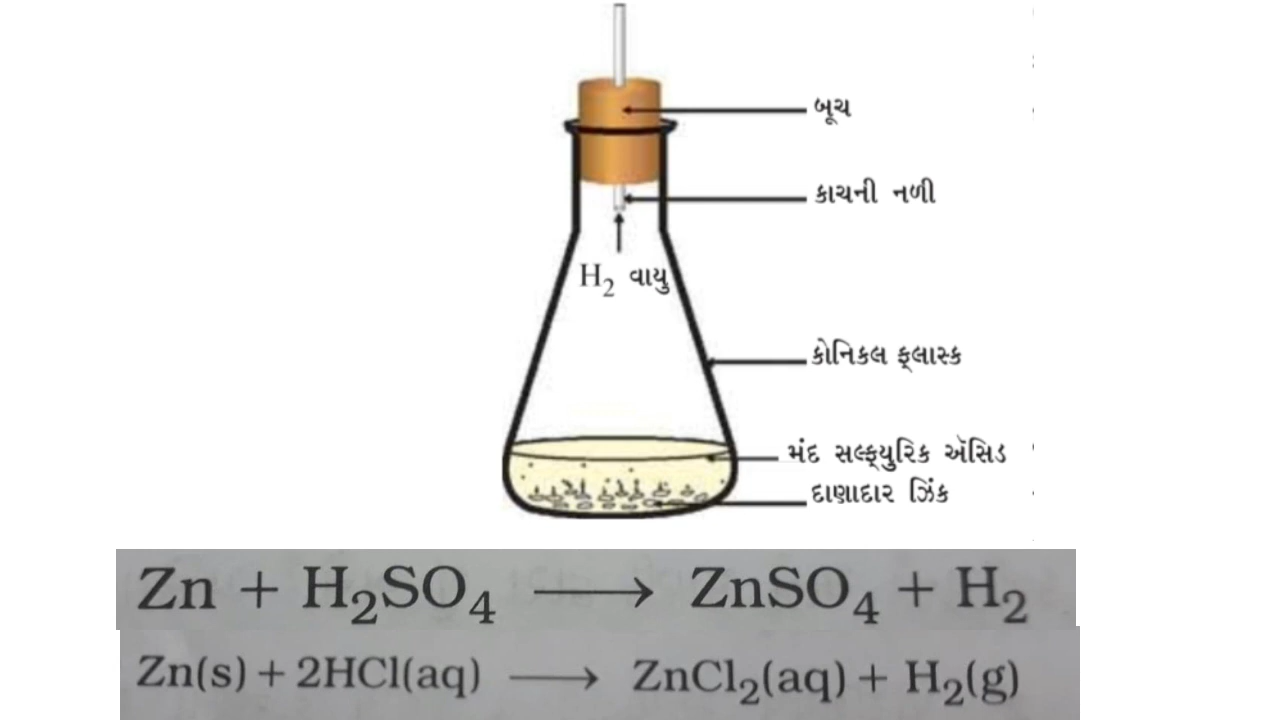 બૂચ
કાચની નળી
H₂ વાયુ
કોનિકલ ફ્લાસ્ક
મંદ સલ્ફ્યુરિક ઍસિડ
દાણાદાર ઝિંક
Zn + H₂SO₄ ⟶ ZnSO₄ + H₂
Zn(s) + 2HCl(aq) ⟶ ZnCl₂(aq) + H₂(g)